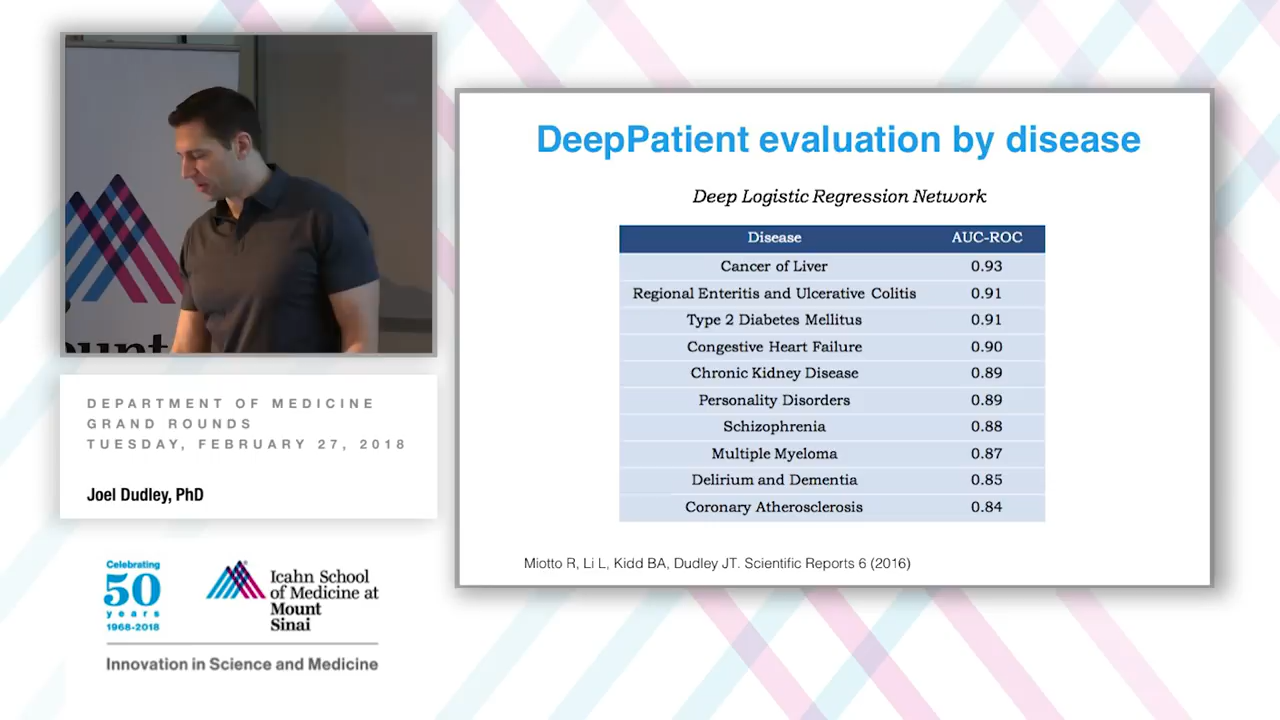 DEPARTMENT OF MEDICINE
GRAND ROUNDS
TUESDAY, FEBRUARY 27, 2018
Joel Dudley, PhD
Celebrating
50
years
1968-2018
Icahn School
of Medicine at
Mount
Sinai
Innovation in Science and Medicine
DeepPatient evaluation by disease
Deep Logistic Regression Network
Disease AUC-ROC
Cancer of Liver 0.93
Regional Enteritis and Ulcerative Colitis 0.91
Type 2 Diabetes Mellitus 0.91
Congestive Heart Failure 0.90
Chronic Kidney Disease 0.89
Personality Disorders 0.89
Schizophrenia 0.88
Multiple Myeloma 0.87
Delirium and Dementia 0.85
Coronary Atherosclerosis 0.84
Miotto R, Li L, Kidd BA, Dudley JT. Scientific Reports 6 (2016)